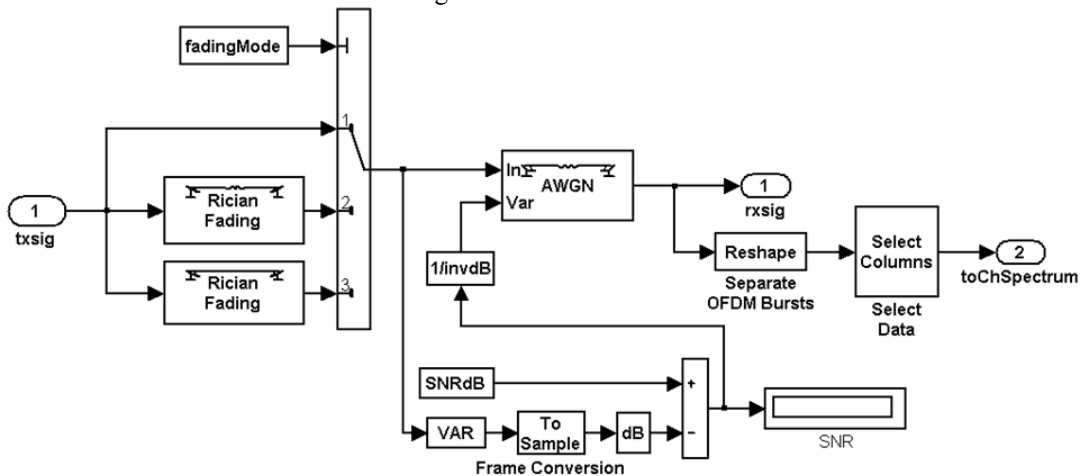 fadingMode
1
2
3
1
txsig
Rician
Fading
Rician
Fading
In
AWGN
Var
1
rxsig
1/invdB
Reshape
Separate
OFDM Bursts
Select
Columns
Select
Data
2
toChSpectrum
SNRdB
+
-
VAR
To
Sample
dB
Frame Conversion
SNR